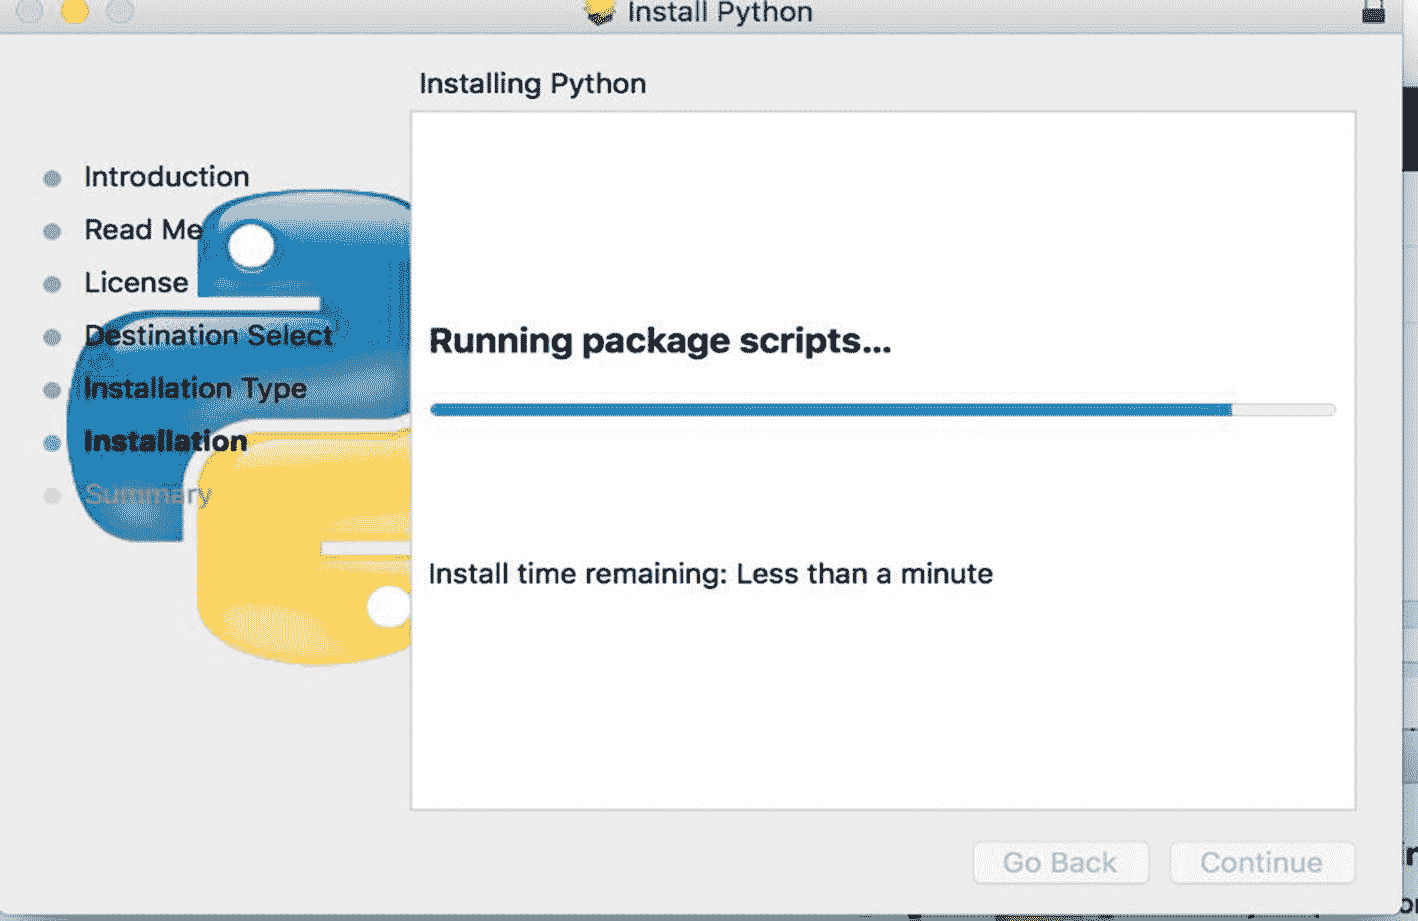 Install Python
Installing Python
Introduction
Read Me
License
Destination Select
Installation Type
Installation
Summary
Running package scripts...
Install time remaining: Less than a minute
Go Back
Continue